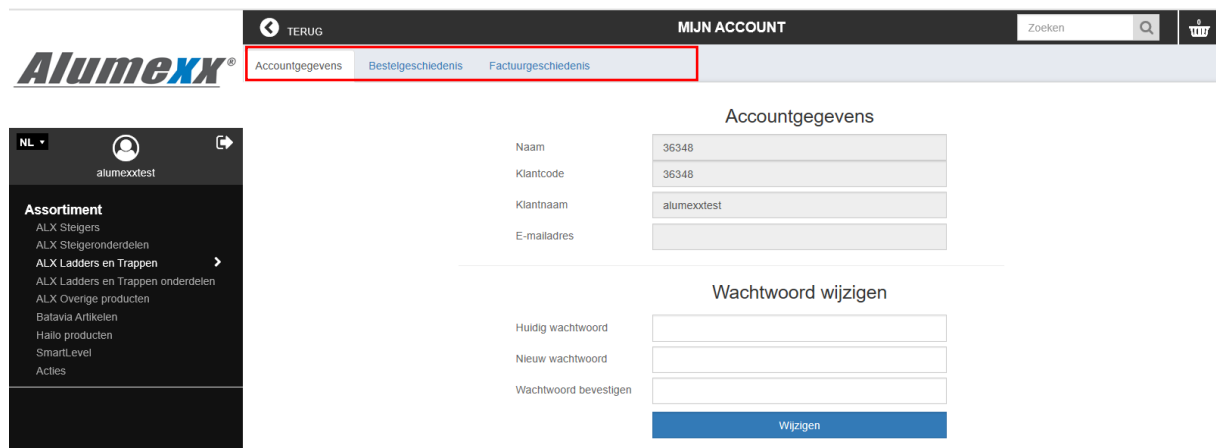 TERUG
MIJN ACCOUNT
Zoeken
0
Alumexx®
Accountgegevens Bestelgeschiedenis Factuurgeschiedenis
NL
alumexxtest
Assortiment
ALX Steigers
ALX Steigeronderdelen
ALX Ladders en Trappen
ALX Ladders en Trappen onderdelen
ALX Overige producten
Batavia Artikelen
Hailo producten
SmartLevel
Acties
Accountgegevens
Naam 36348
Klantcode 36348
Klantnaam alumexxtest
E-mailadres
Wachtwoord wijzigen
Huidig wachtwoord
Nieuw wachtwoord
Wachtwoord bevestigen
Wijzigen